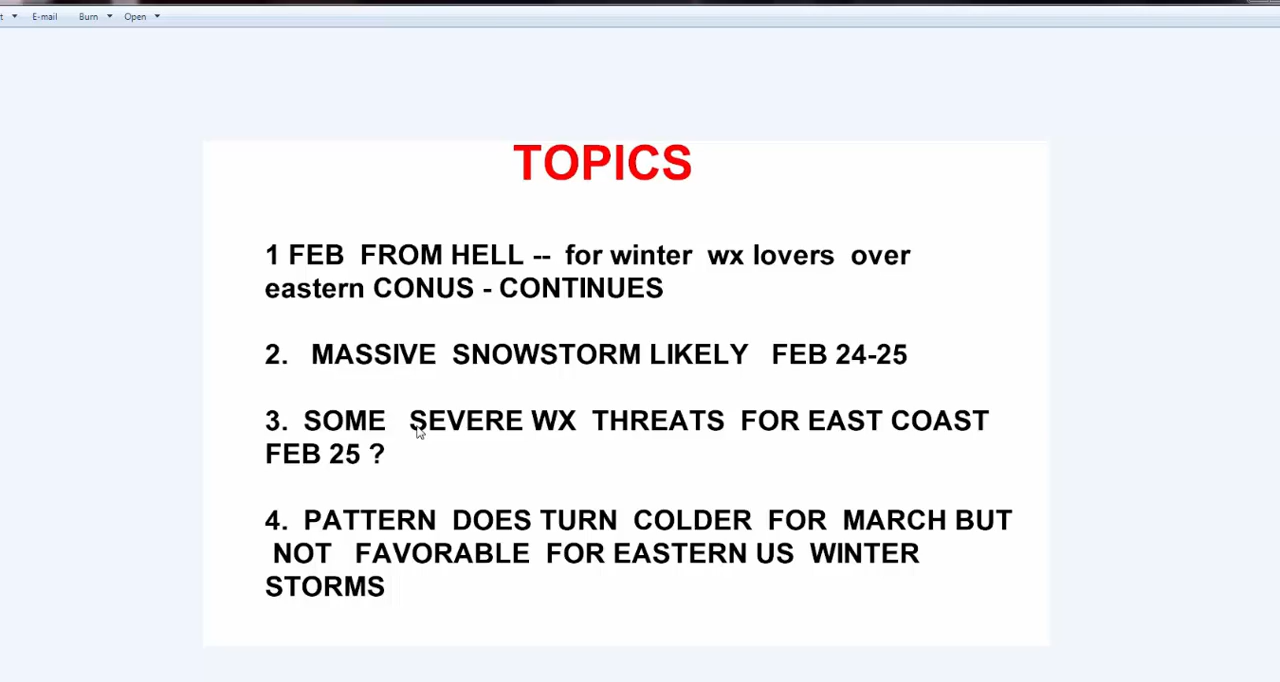 E-mail Burn Open
TOPICS
1 FEB FROM HELL -- for winter wx lovers over
eastern CONUS - CONTINUES
2. MASSIVE SNOWSTORM LIKELY FEB 24-25
3. SOME SEVERE WX THREATS FOR EAST COAST
FEB 25 ?
4. PATTERN DOES TURN COLDER FOR MARCH BUT
NOT FAVORABLE FOR EASTERN US WINTER
STORMS